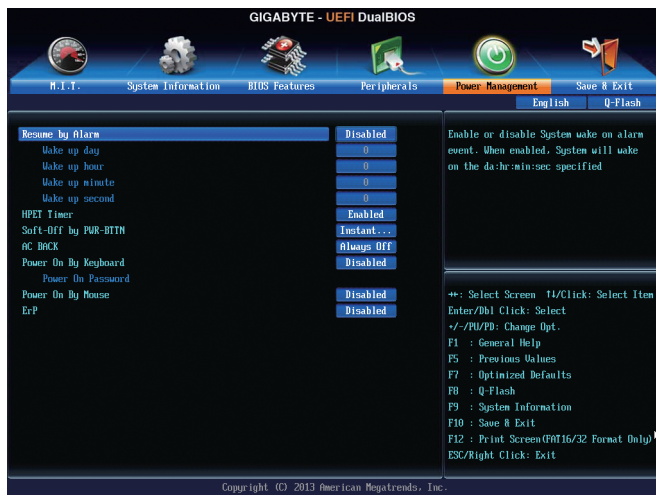 GIGABYTE - UEFI DualBIOS
M.I.T. System Information BIOS Features Peripherals Power Management Save & Exit
English Q-Flash
Resume by Alarm Disabled
Wake up day 0
Wake up hour 0
Wake up minute 0
Wake up second 0
HPET Timer Enabled
Soft-Off by PWR-BTTN Instant...
AC BACK Always Off
Power On By Keyboard Disabled
Power On Password
Power On By Mouse Disabled
ErP Disabled
Enable or disable System wake on alarm
event. When enabled, System will wake
on the da:hr:min:sec specified
→←: Select Screen ↑↓/Click: Select Item
Enter/Dbl Click: Select
+/-/PU/PD: Change Opt.
F1 : General Help
F5 : Previous Values
F7 : Optimized Defaults
F8 : Q-Flash
F9 : System Information
F10 : Save & Exit
F12 : Print Screen(FAT16/32 Format Only)
ESC/Right Click: Exit
Copyright (C) 2013 American Megatrends, Inc.